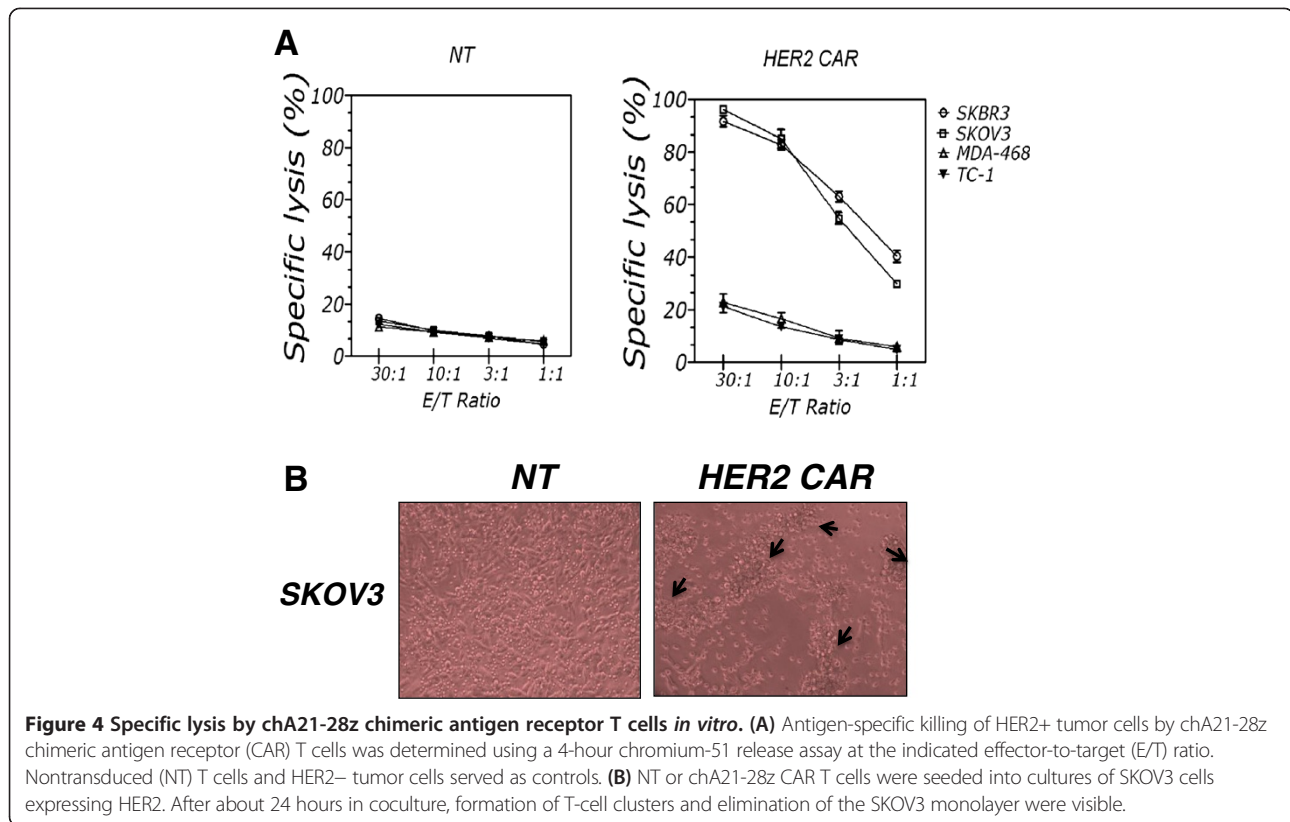 A
NT
HER2 CAR
Specific lysis (%)
100
80
60
40
20
0
30:1 10:1 3:1 1:1
E/T Ratio
Specific lysis (%)
100
80
60
40
20
0
30:1 10:1 3:1 1:1
E/T Ratio
SKBR3
SKOV3
MDA-468
TC-1
B
NT
HER2 CAR
SKOV3
Figure 4 Specific lysis by chA21-28z chimeric antigen receptor T cells in vitro. (A) Antigen-specific killing of HER2+ tumor cells by chA21-28z
chimeric antigen receptor (CAR) T cells was determined using a 4-hour chromium-51 release assay at the indicated effector-to-target (E/T) ratio.
Nontransduced (NT) T cells and HER2− tumor cells served as controls. (B) NT or chA21-28z CAR T cells were seeded into cultures of SKOV3 cells
expressing HER2. After about 24 hours in coculture, formation of T-cell clusters and elimination of the SKOV3 monolayer were visible.